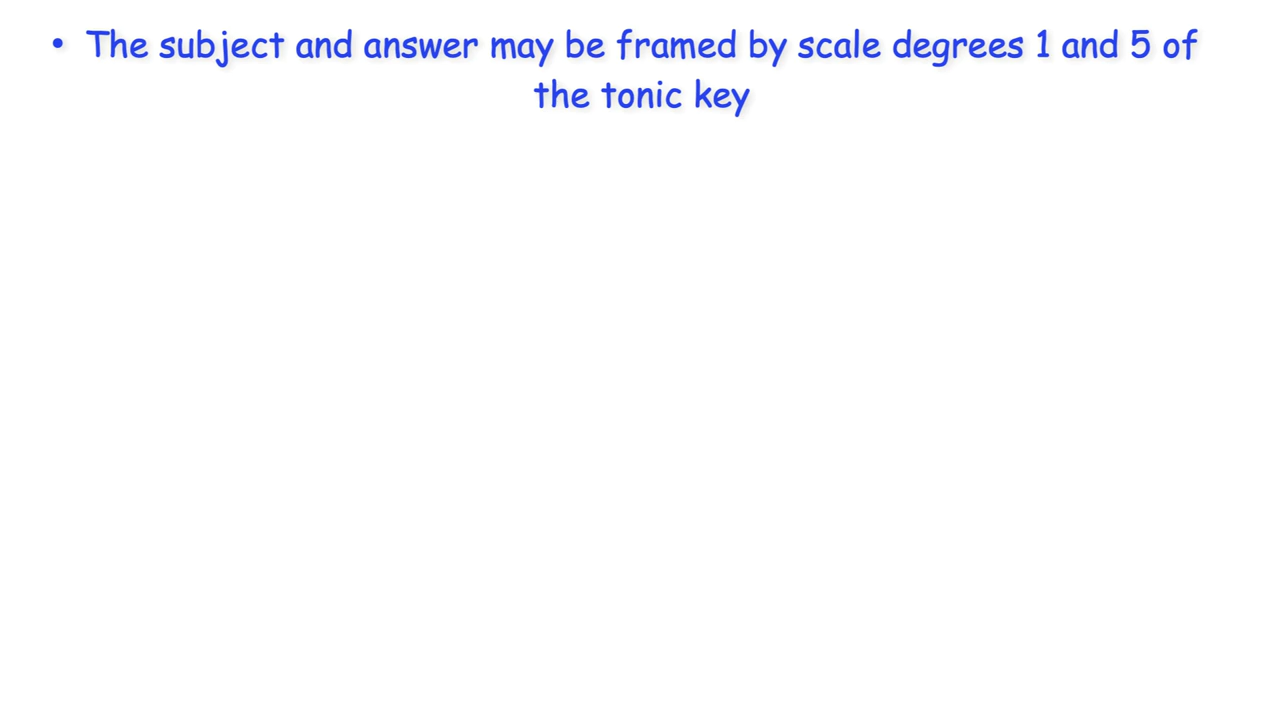 • The subject and answer may be framed by scale degrees 1 and 5 of
the tonic key